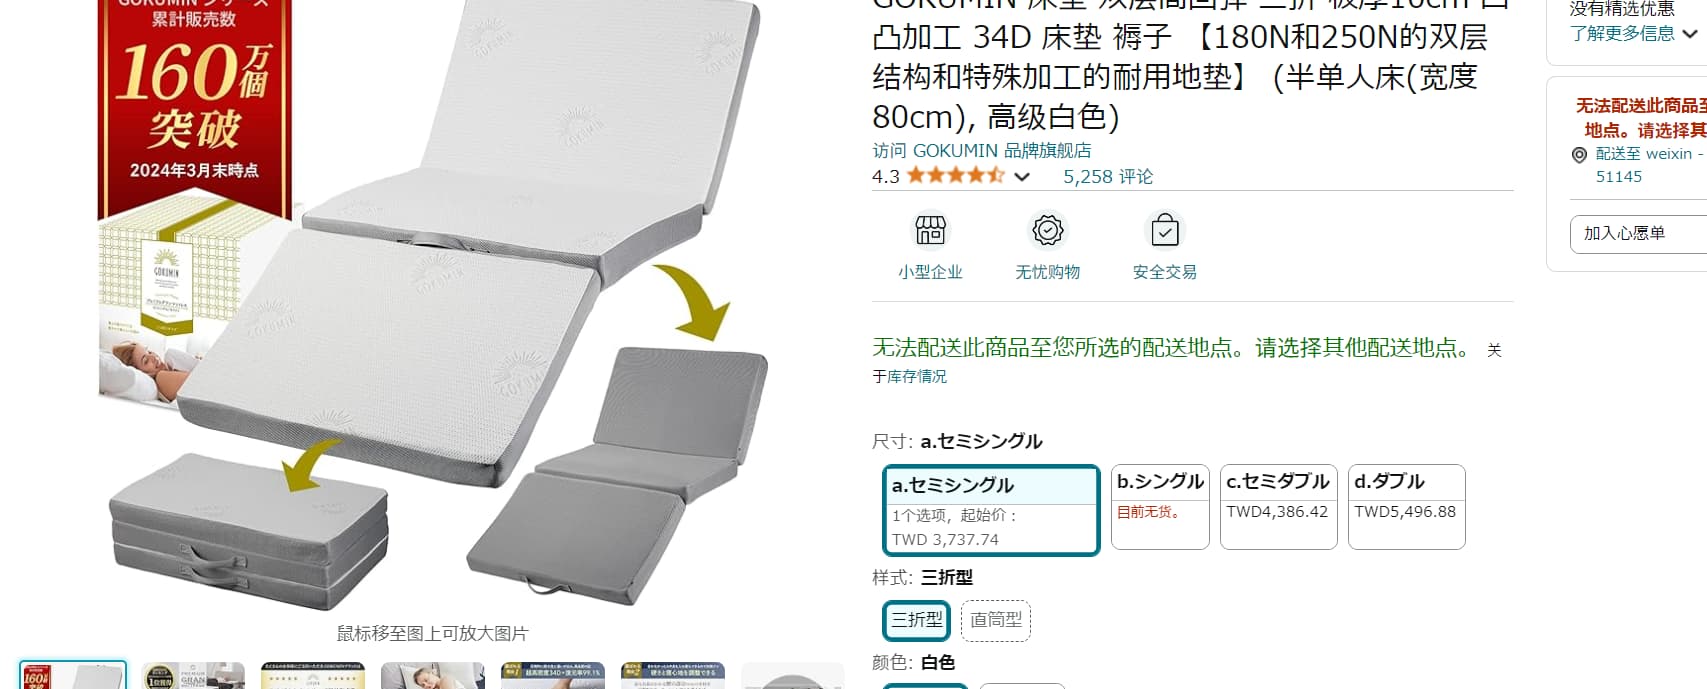 GOKUMIN シリーズ
累計販売数
160万個
突破
2024年3月末時点
GOKUMIN
GOKUMIN
GOKUMIN
GOKUMIN
GOKUMIN
GOKUMIN
GOKUMIN
鼠标移至图上可放大图片
GOKUMIN 床垫 双层高回弹 三折 极厚10cm 凹
凸加工 34D 床垫 褥子 【180N和250N的双层
结构和特殊加工的耐用地垫】 (半单人床(宽度
80cm), 高级白色)
访问 GOKUMIN 品牌旗舰店
4.3
5,258 评论
小型企业
无忧购物
安全交易
无法配送此商品至您所选的配送地点。请选择其他配送地点。 关
于库存情况
尺寸: a.セミシングル
a.セミシングル
1个选项，起始价：
TWD 3,737.74
b.シングル
目前无货。
c.セミダブル
TWD4,386.42
d.ダブル
TWD5,496.88
样式: 三折型
三折型
直筒型
颜色: 白色
没有精选优惠
了解更多信息
无法配送此商品至
地点。请选择其
配送至 weixin -
51145
加入心愿单
160万個